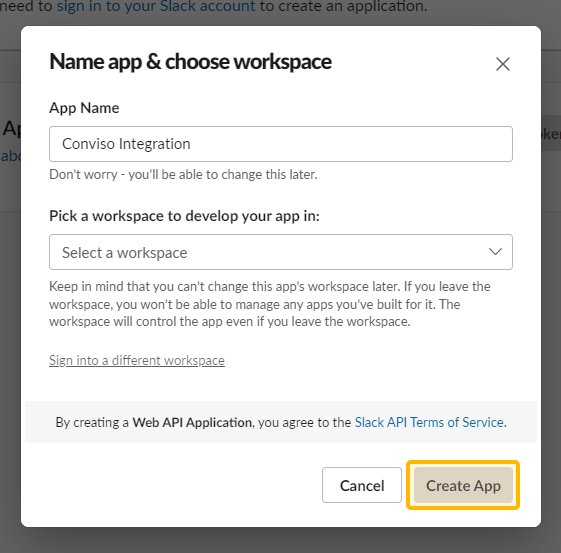 need to sign in to your Slack account to create an application.
Name app & choose workspace
App Name
Conviso Integration
Don't worry - you'll be able to change this later.
Pick a workspace to develop your app in:
Select a workspace
Keep in mind that you can't change this app's workspace later. If you leave the
workspace, you won't be able to manage any apps you've built for it. The
workspace will control the app even if you leave the workspace.
Sign into a different workspace
By creating a Web API Application, you agree to the Slack API Terms of Service.
Cancel
Create App